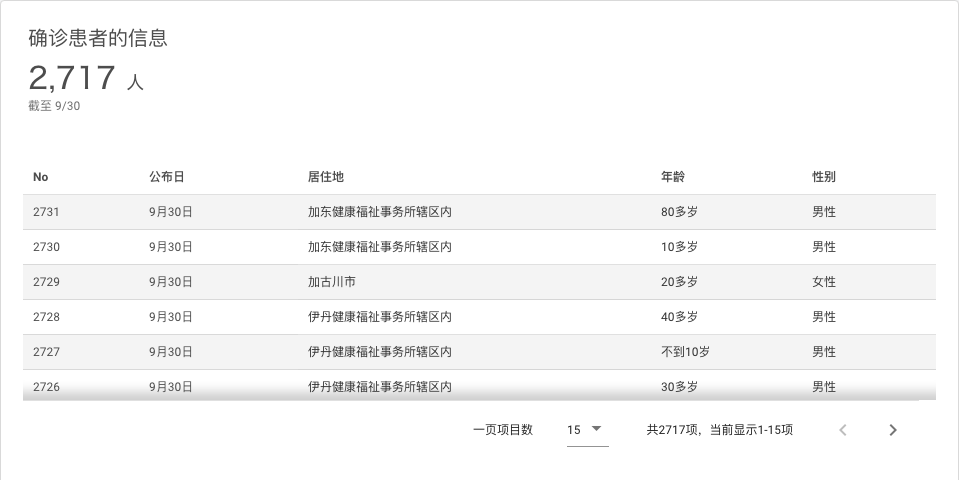 确诊患者的信息
2,717 人
截至 9/30
No 公布日 居住地 年龄 性别
2731 9月30日 加东健康福祉事务所辖区内 80多岁 男性
2730 9月30日 加东健康福祉事务所辖区内 10多岁 男性
2729 9月30日 加古川市 20多岁 女性
2728 9月30日 伊丹健康福祉事务所辖区内 40多岁 男性
2727 9月30日 伊丹健康福祉事务所辖区内 不到10岁 男性
2726 9月30日 伊丹健康福祉事务所辖区内 30多岁 男性
一页项目数 15 共2717项，当前显示1-15项